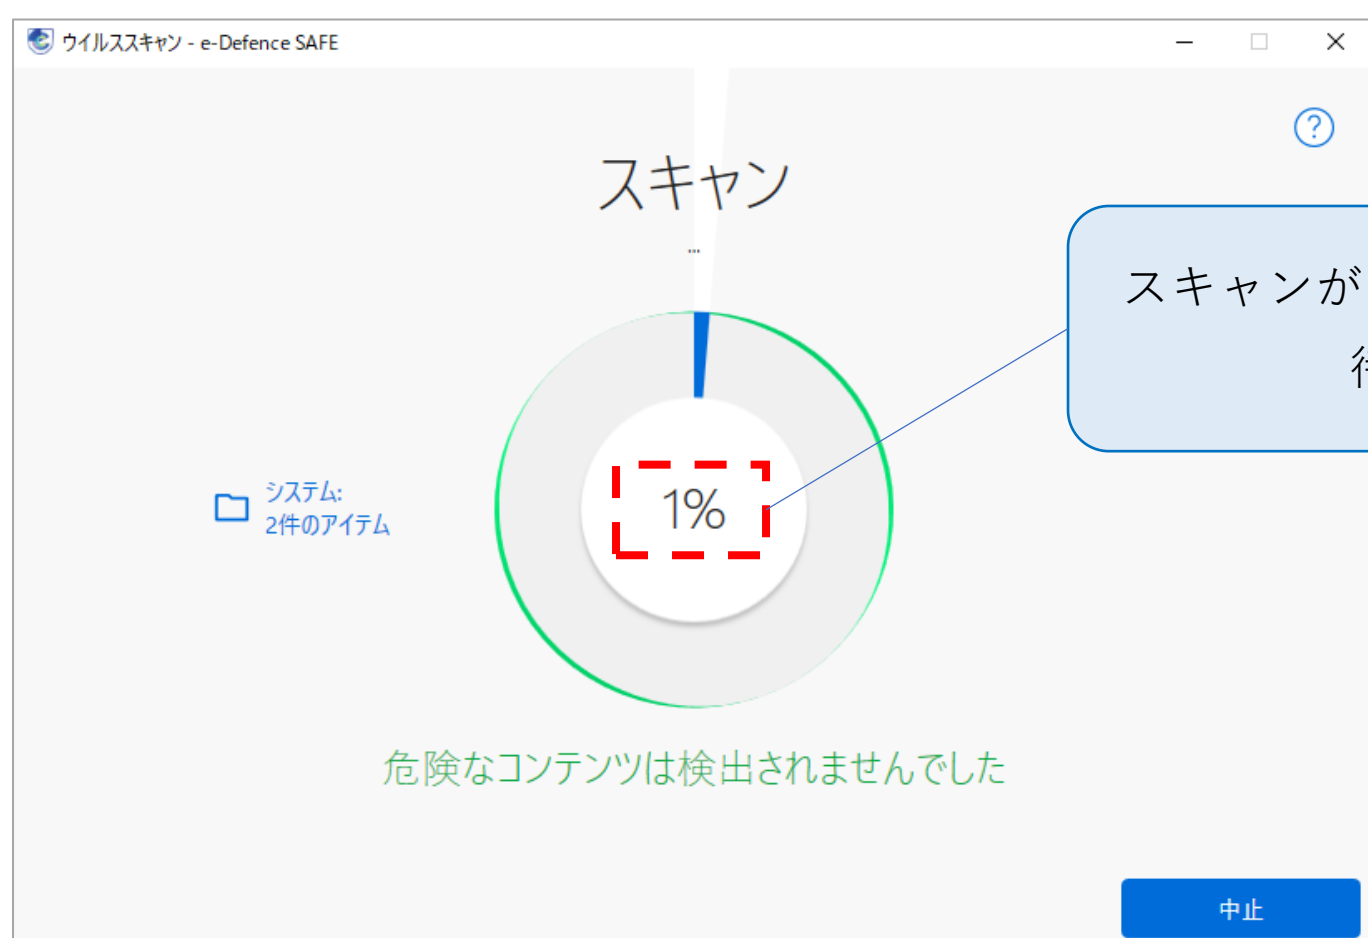 ウイルススキャン - e-Defence SAFE
?
スキャン
...
スキャンが
システム:
2件のアイテム
1%
危険なコンテンツは検出されませんでした
中止